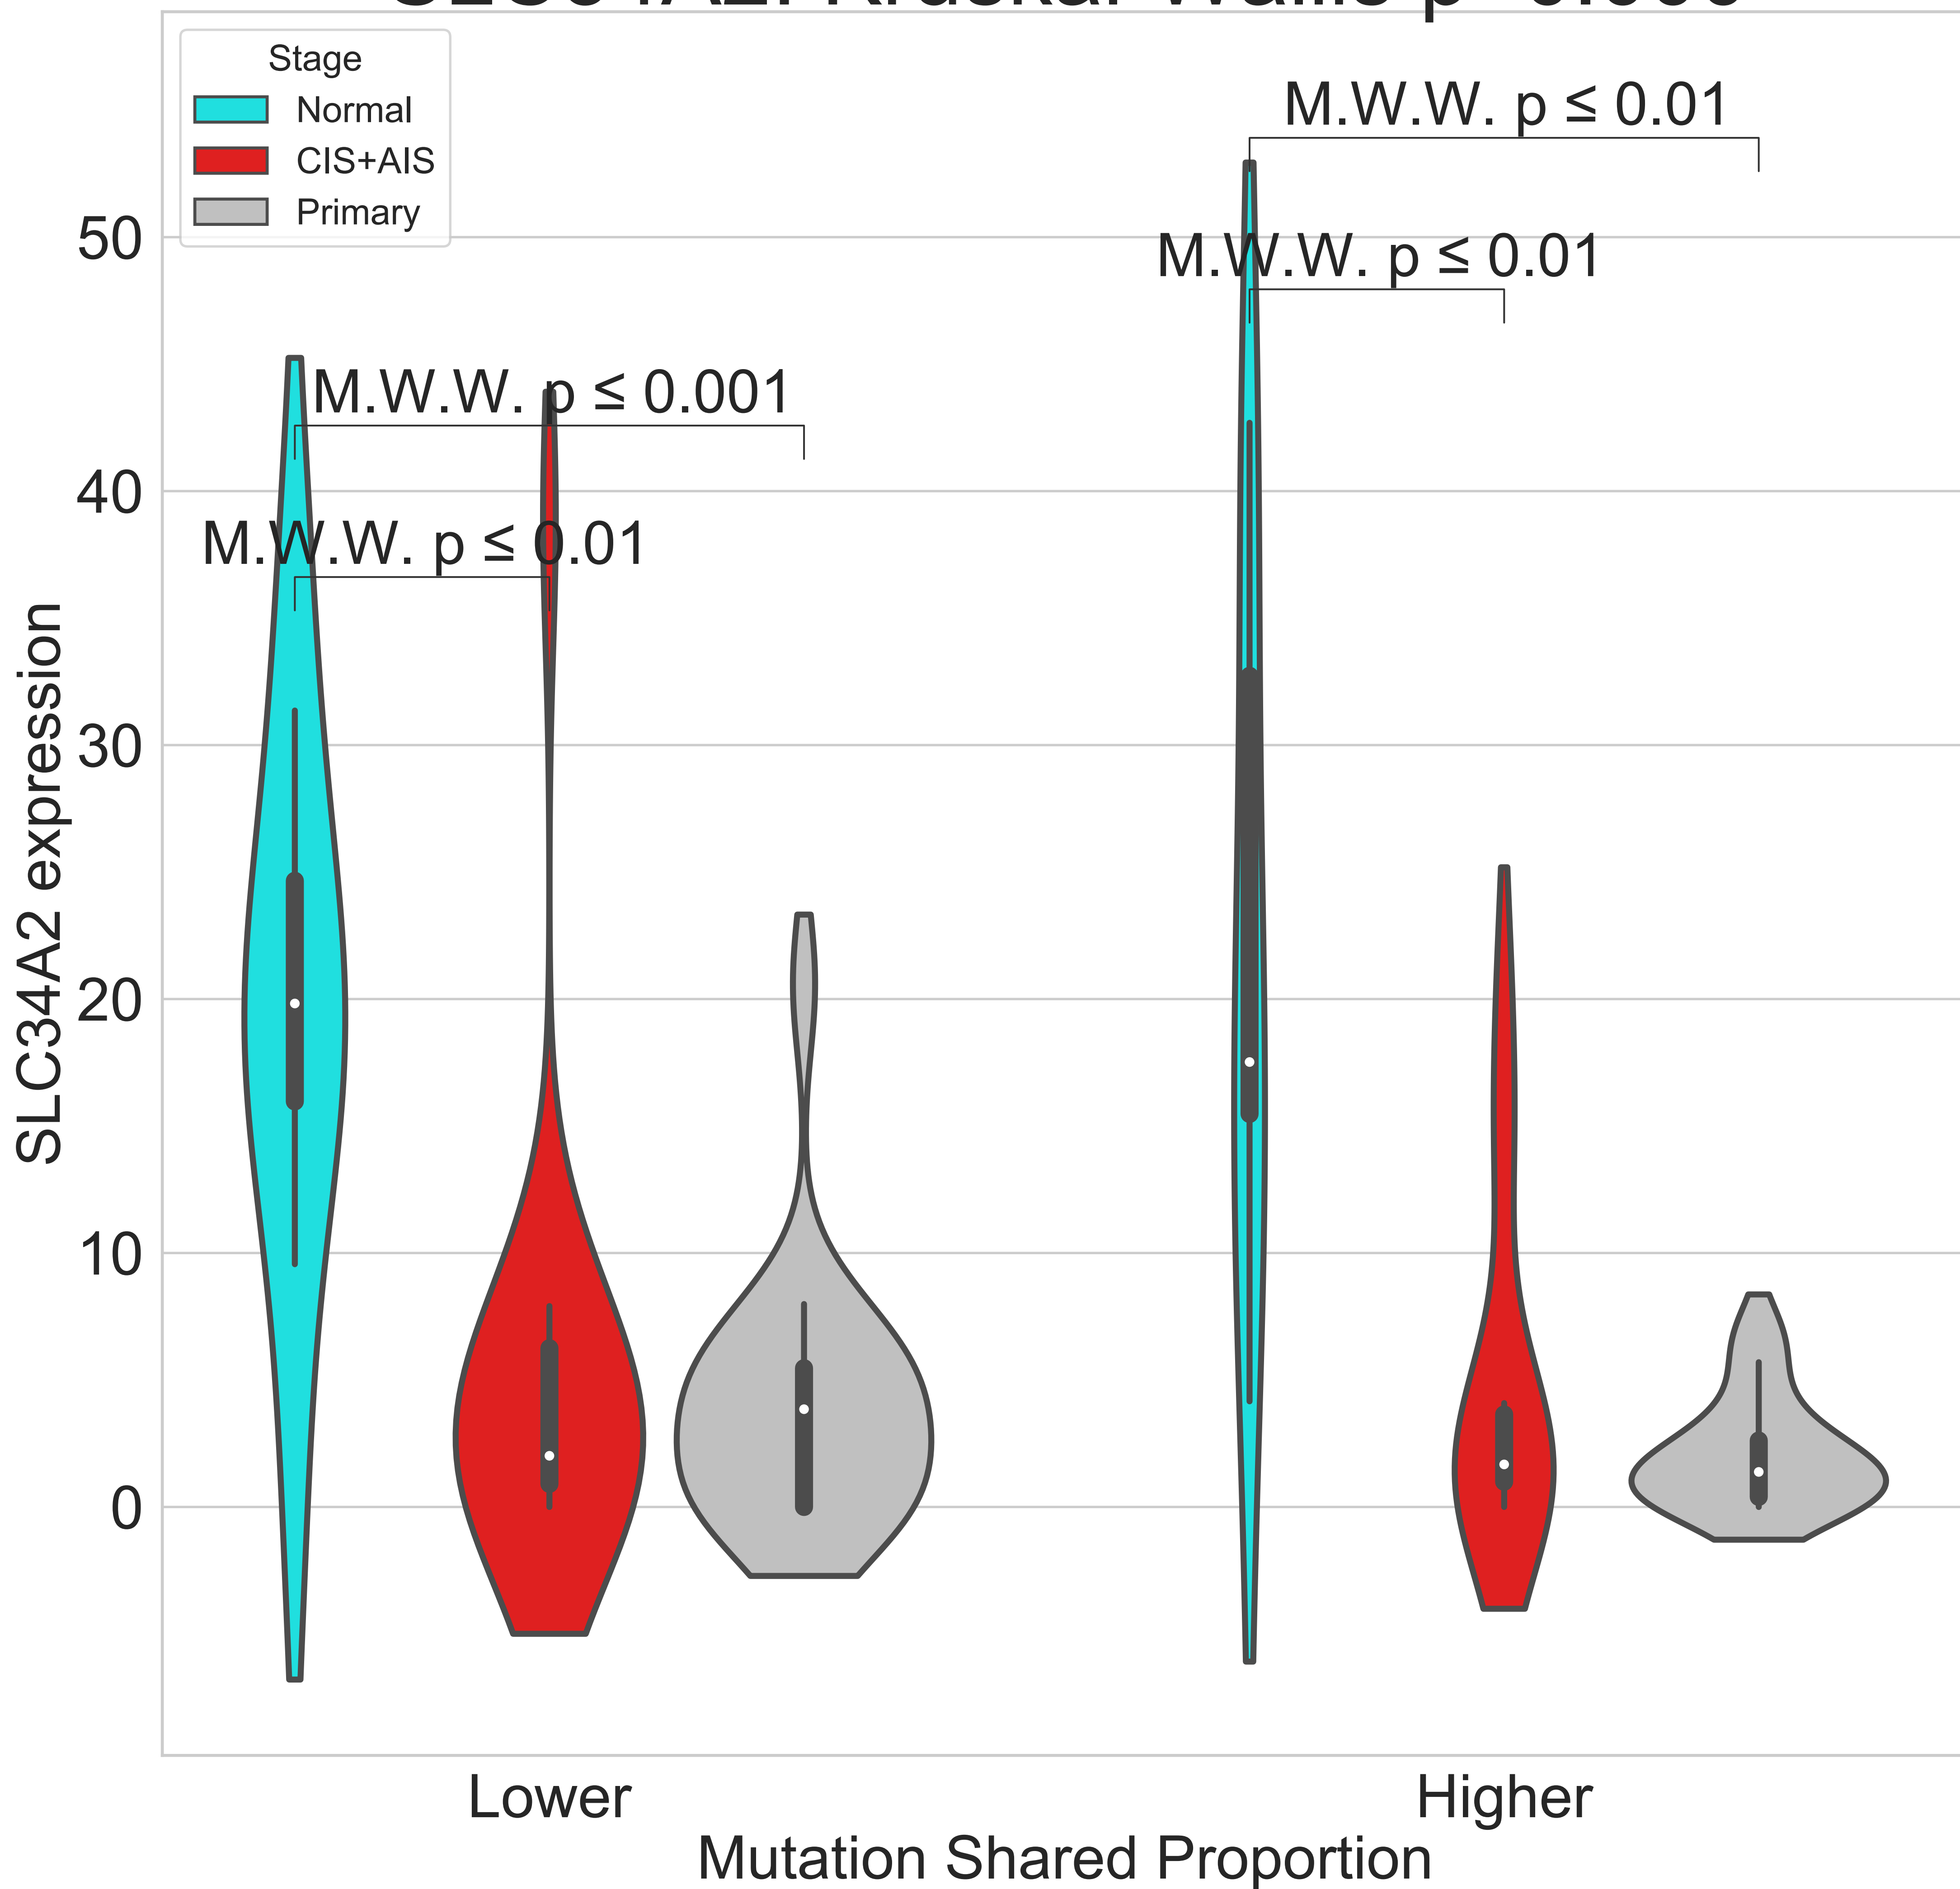 Stage
Normal
CIS+AIS
Primary
M.W.W. p ≤ 0.01
M.W.W. p ≤ 0.01
M.W.W. p ≤ 0.001
M.W.W. p ≤ 0.01
SLC34A2 expression
50
40
30
20
10
0
Lower
Higher
Mutation Shared Proportion